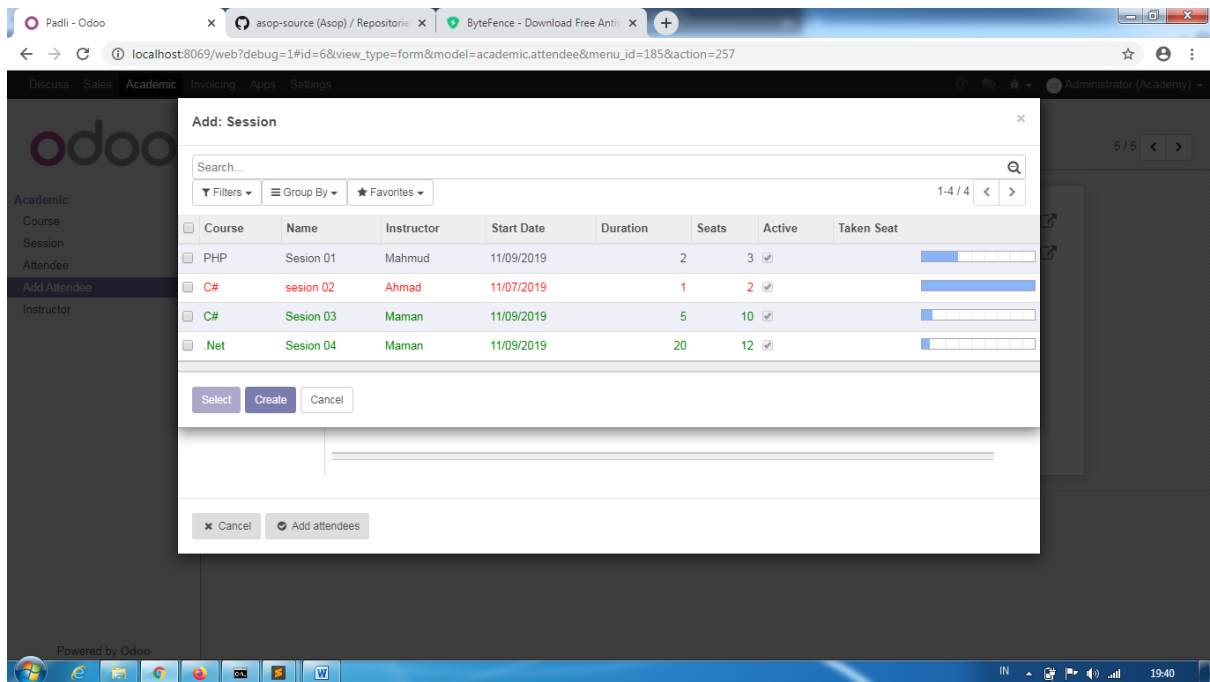 Padli - Odoo
asop-source (Asop) / Repositorie
ByteFence - Download Free Antiv
localhost:8069/web?debug=1#id=6&view_type=form&model=academic.attendee&menu_id=185&action=257
Discuss Sales Academic Invoicing Apps Settings Administrator (Academy)
odoo
Add: Session
5 / 5
Search...
Filters Group By Favorites 1-4 / 4
Academic
Course
Session
Attendee
Add Attendee
Instructor
Course Name Instructor Start Date Duration Seats Active Taken Seat
PHP Sesion 01 Mahmud 11/09/2019 2 3
C# sesion 02 Ahmad 11/07/2019 1 2
C# Sesion 03 Maman 11/09/2019 5 10
.Net Sesion 04 Maman 11/09/2019 20 12
Select Create Cancel
Cancel Add attendees
Powered by Odoo
IN 19:40